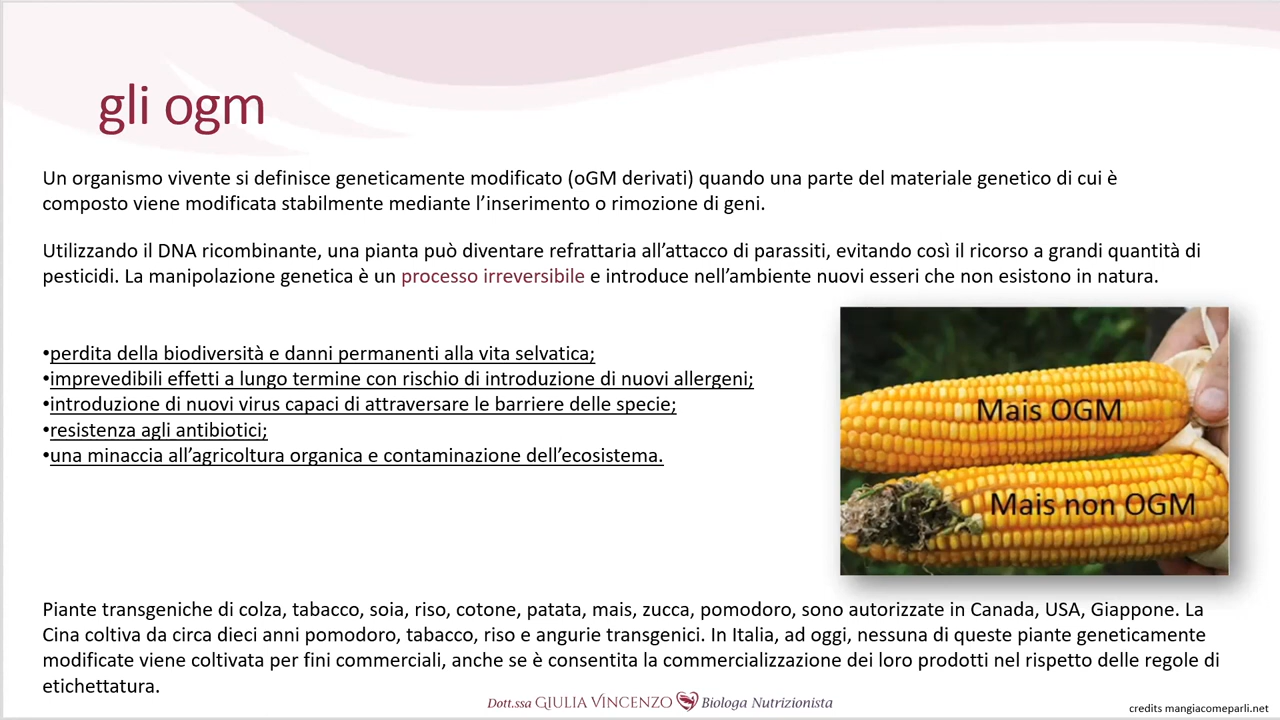 gli ogm
Un organismo vivente si definisce geneticamente modificato (oGM derivati) quando una parte del materiale genetico di cui è
composto viene modificata stabilmente mediante l’inserimento o rimozione di geni.
Utilizzando il DNA ricombinante, una pianta può diventare refrattaria all’attacco di parassiti, evitando così il ricorso a grandi quantità di
pesticidi. La manipolazione genetica è un processo irreversibile e introduce nell’ambiente nuovi esseri che non esistono in natura.
•perdita della biodiversità e danni permanenti alla vita selvatica;
•imprevedibili effetti a lungo termine con rischio di introduzione di nuovi allergeni;
•introduzione di nuovi virus capaci di attraversare le barriere delle specie;
•resistenza agli antibiotici;
•una minaccia all’agricoltura organica e contaminazione dell’ecosistema.
Mais OGM
Mais non OGM
Piante transgeniche di colza, tabacco, soia, riso, cotone, patata, mais, zucca, pomodoro, sono autorizzate in Canada, USA, Giappone. La
Cina coltiva da circa dieci anni pomodoro, tabacco, riso e angurie transgenici. In Italia, ad oggi, nessuna di queste piante geneticamente
modificate viene coltivata per fini commerciali, anche se è consentita la commercializzazione dei loro prodotti nel rispetto delle regole di
etichettatura.
Dott.ssa GIULIA VINCENZO Biologa Nutrizionista
credits mangiacomeparli.net